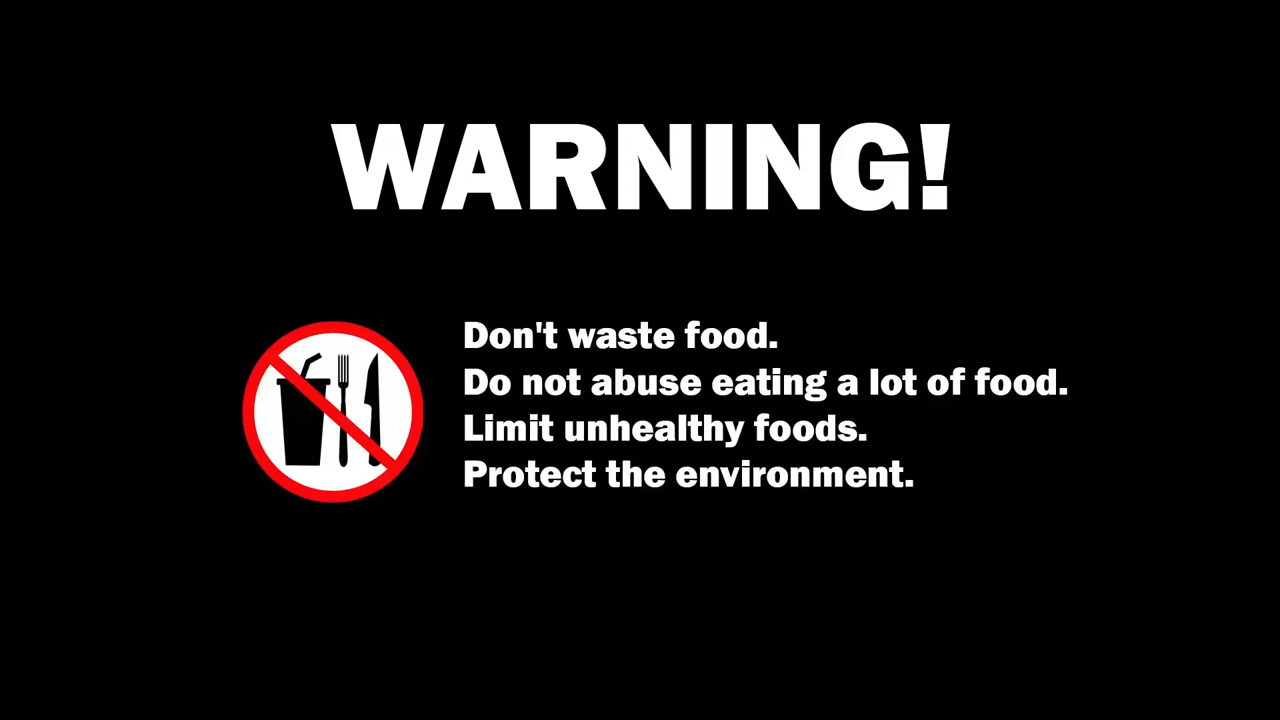 WARNING!
Don't waste food.
Do not abuse eating a lot of food.
Limit unhealthy foods.
Protect the environment.